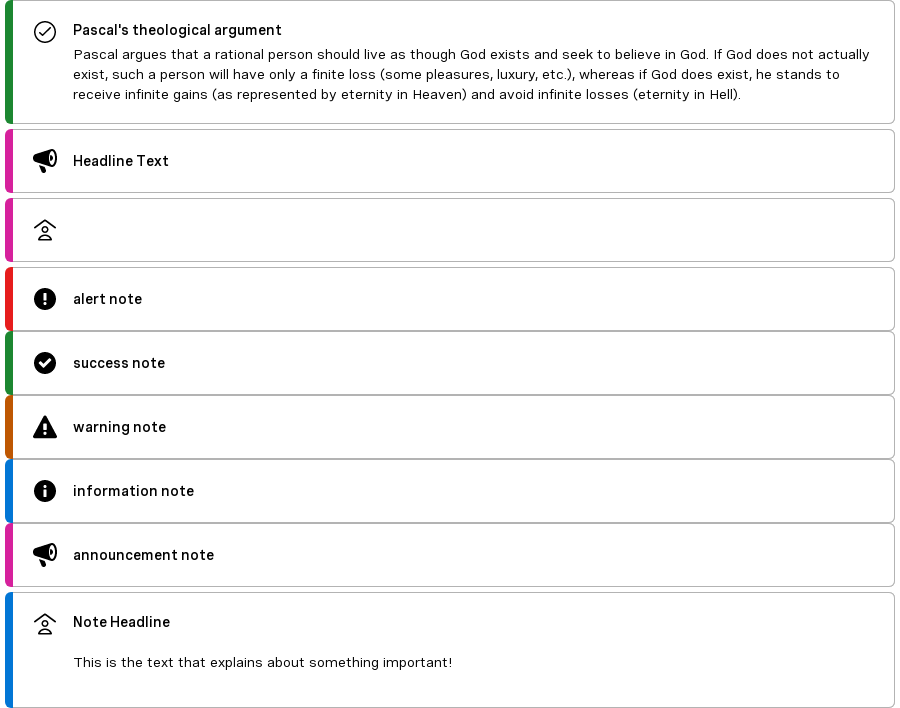 Pascal's theological argument
Pascal argues that a rational person should live as though God exists and seek to believe in God. If God does not actually
exist, such a person will have only a finite loss (some pleasures, luxury, etc.), whereas if God does exist, he stands to
receive infinite gains (as represented by eternity in Heaven) and avoid infinite losses (eternity in Hell).
Headline Text
alert note
success note
warning note
information note
announcement note
Note Headline
This is the text that explains about something important!